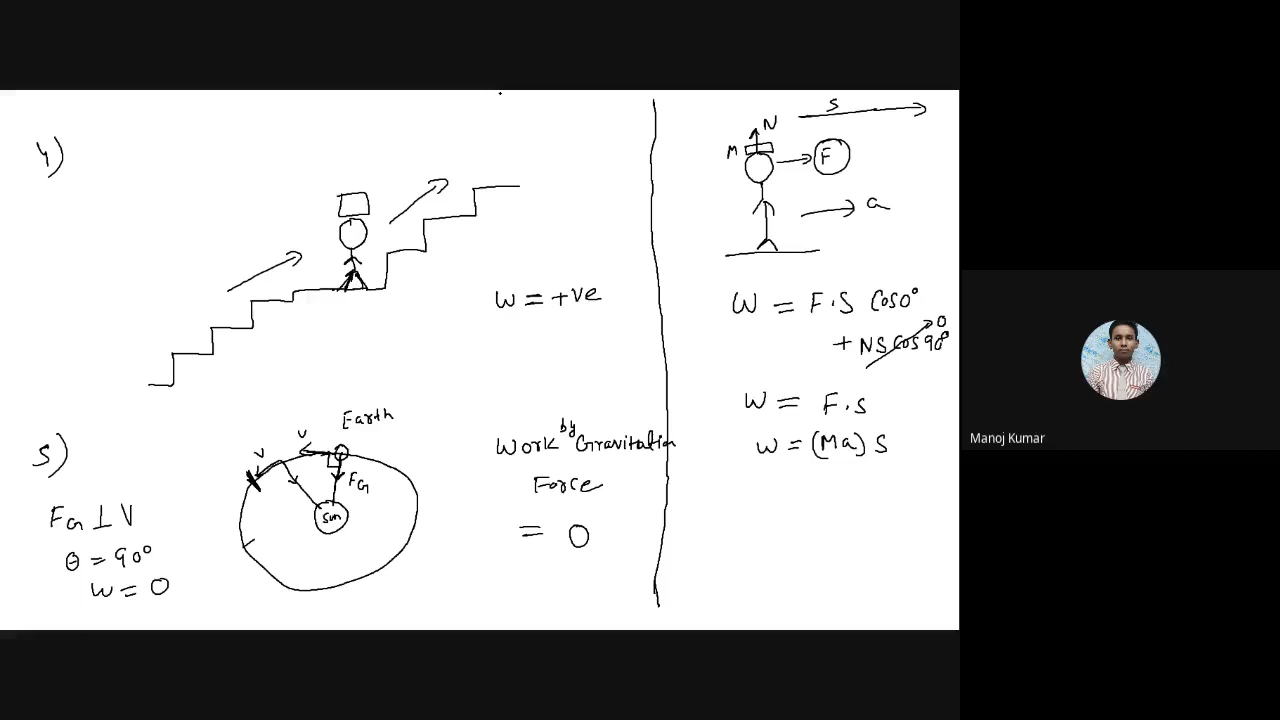 4)
W = +ve
5)
Earth
V
V
FG
Sun
FG ⊥ V
θ = 90°
W = 0
Work by Gravitation
Force
= 0
S
N
M
F
a
W = F.S Cos0°
+ NS Cos90° 0
W = F.S
W = (Ma) S
Manoj Kumar